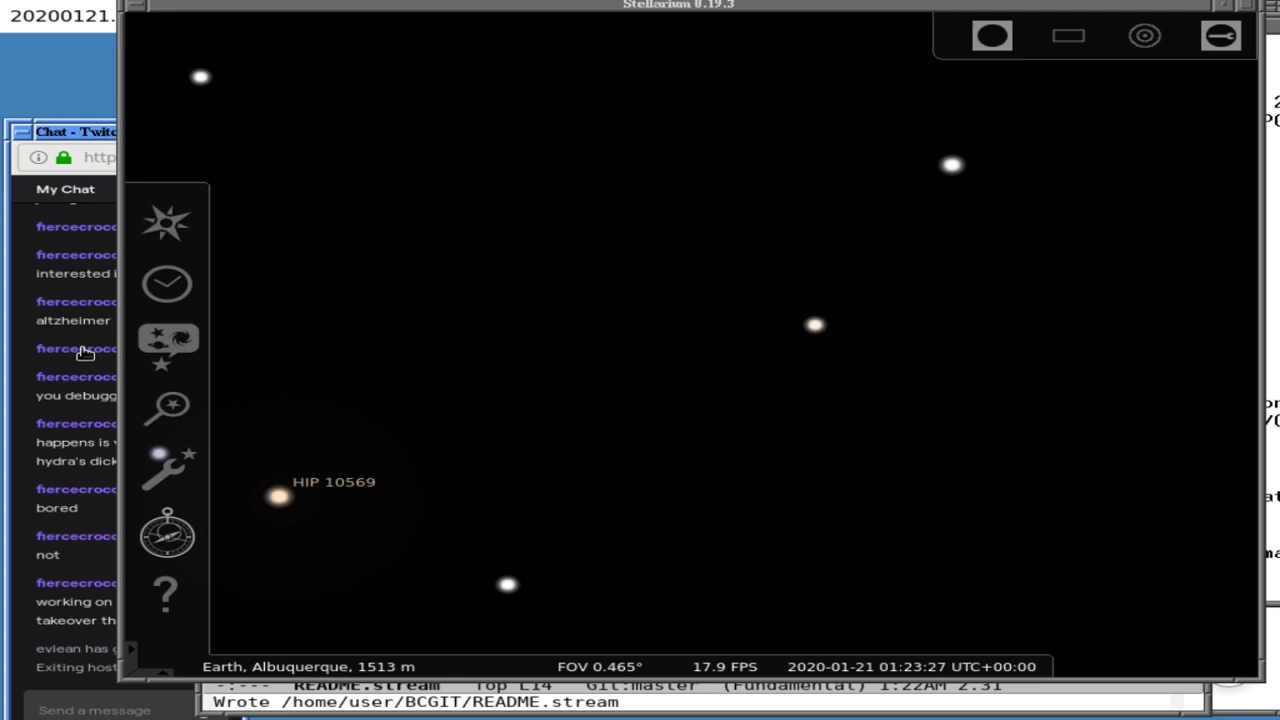 20200121.
Stellarium 0.19.3
Chat - Twitc
http
My Chat
fiercecroc
fiercecroc
interested i
fiercecroc
altzheimer
fiercecroc
fiercecroc
you debugg
fiercecroc
happens is
hydra's dick
fiercecroc
bored
fiercecroc
not
fiercecroc
working on
takeover th
eviean has
Exiting host
Send a message
HIP 10569
Earth, Albuquerque, 1513 m
FOV 0.465°
17.9 FPS
2020-01-21 01:23:27 UTC+00:00
-:--- README.stream Top L14 Git:master (Fundamental) 1:22AM 2.31
Wrote /home/user/BCGIT/README.stream